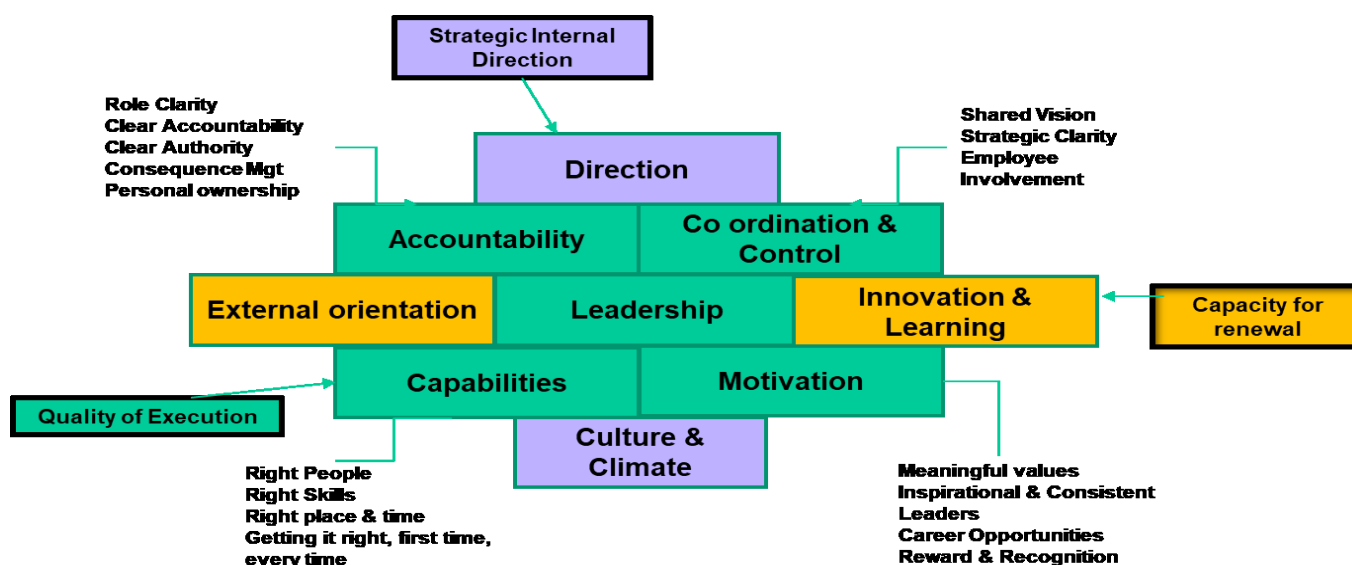 Strategic Internal
Direction
Role Clarity
Clear Accountability
Clear Authority
Consequence Mgt
Personal ownership
Shared Vision
Strategic Clarity
Employee
Involvement
Direction
Accountability
Co ordination &
Control
External orientation
Leadership
Innovation &
Learning
Capacity for
renewal
Capabilities
Motivation
Quality of Execution
Culture &
Climate
Right People
Right Skills
Right place & time
Getting it right, first time,
every time
Meaningful values
Inspirational & Consistent
Leaders
Career Opportunities
Reward & Recognition